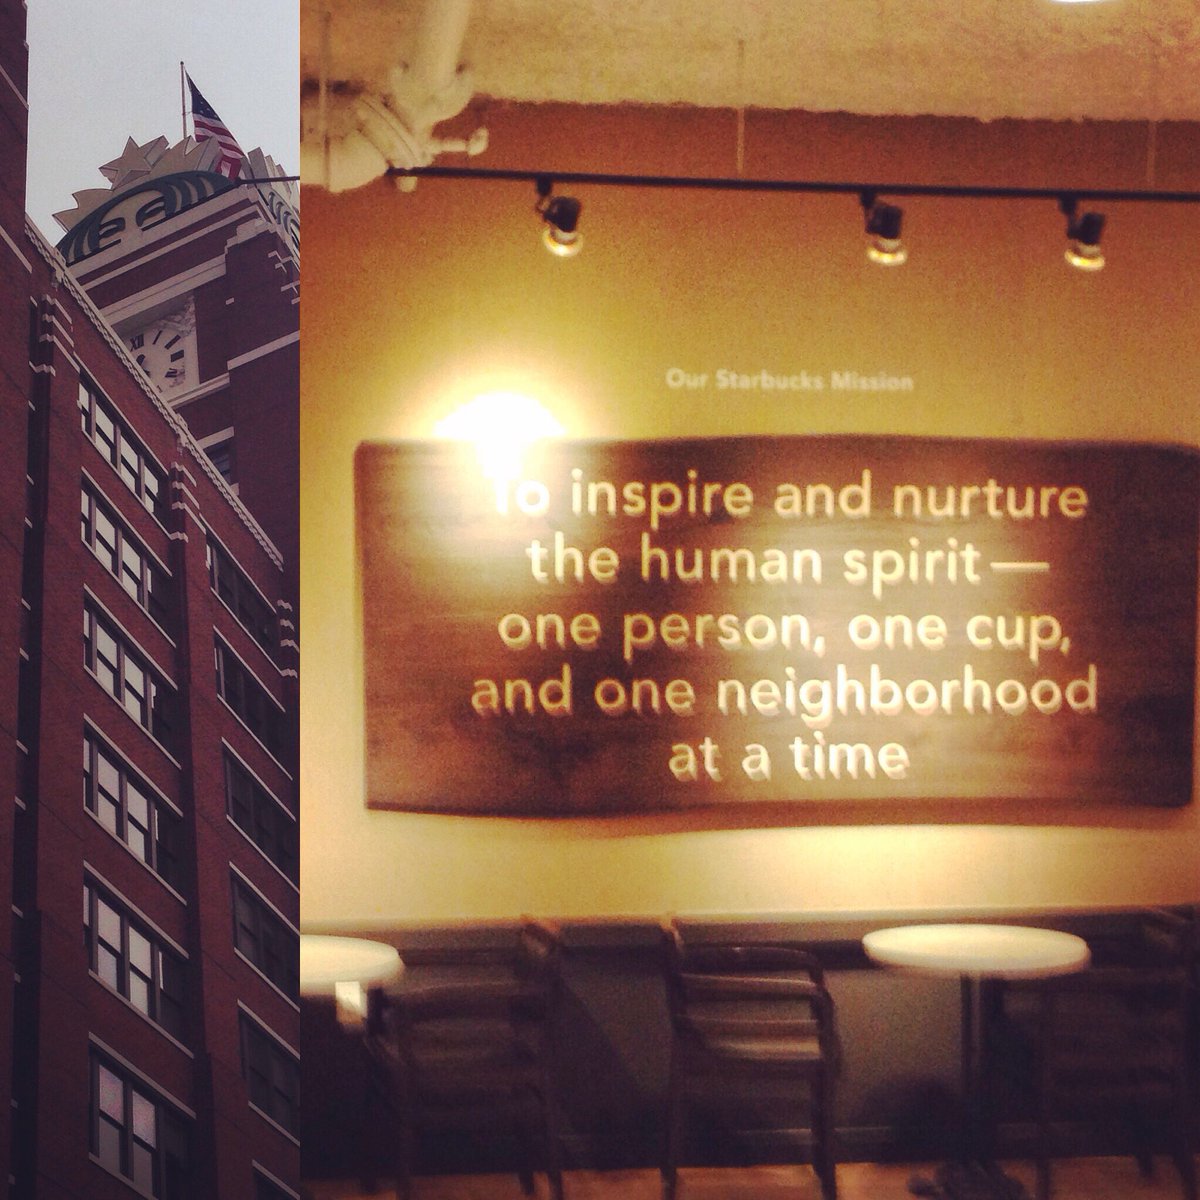 XII
Our Starbucks Mission
To inspire and nurture
the human spirit—
one person, one cup,
and one neighborhood
at a time